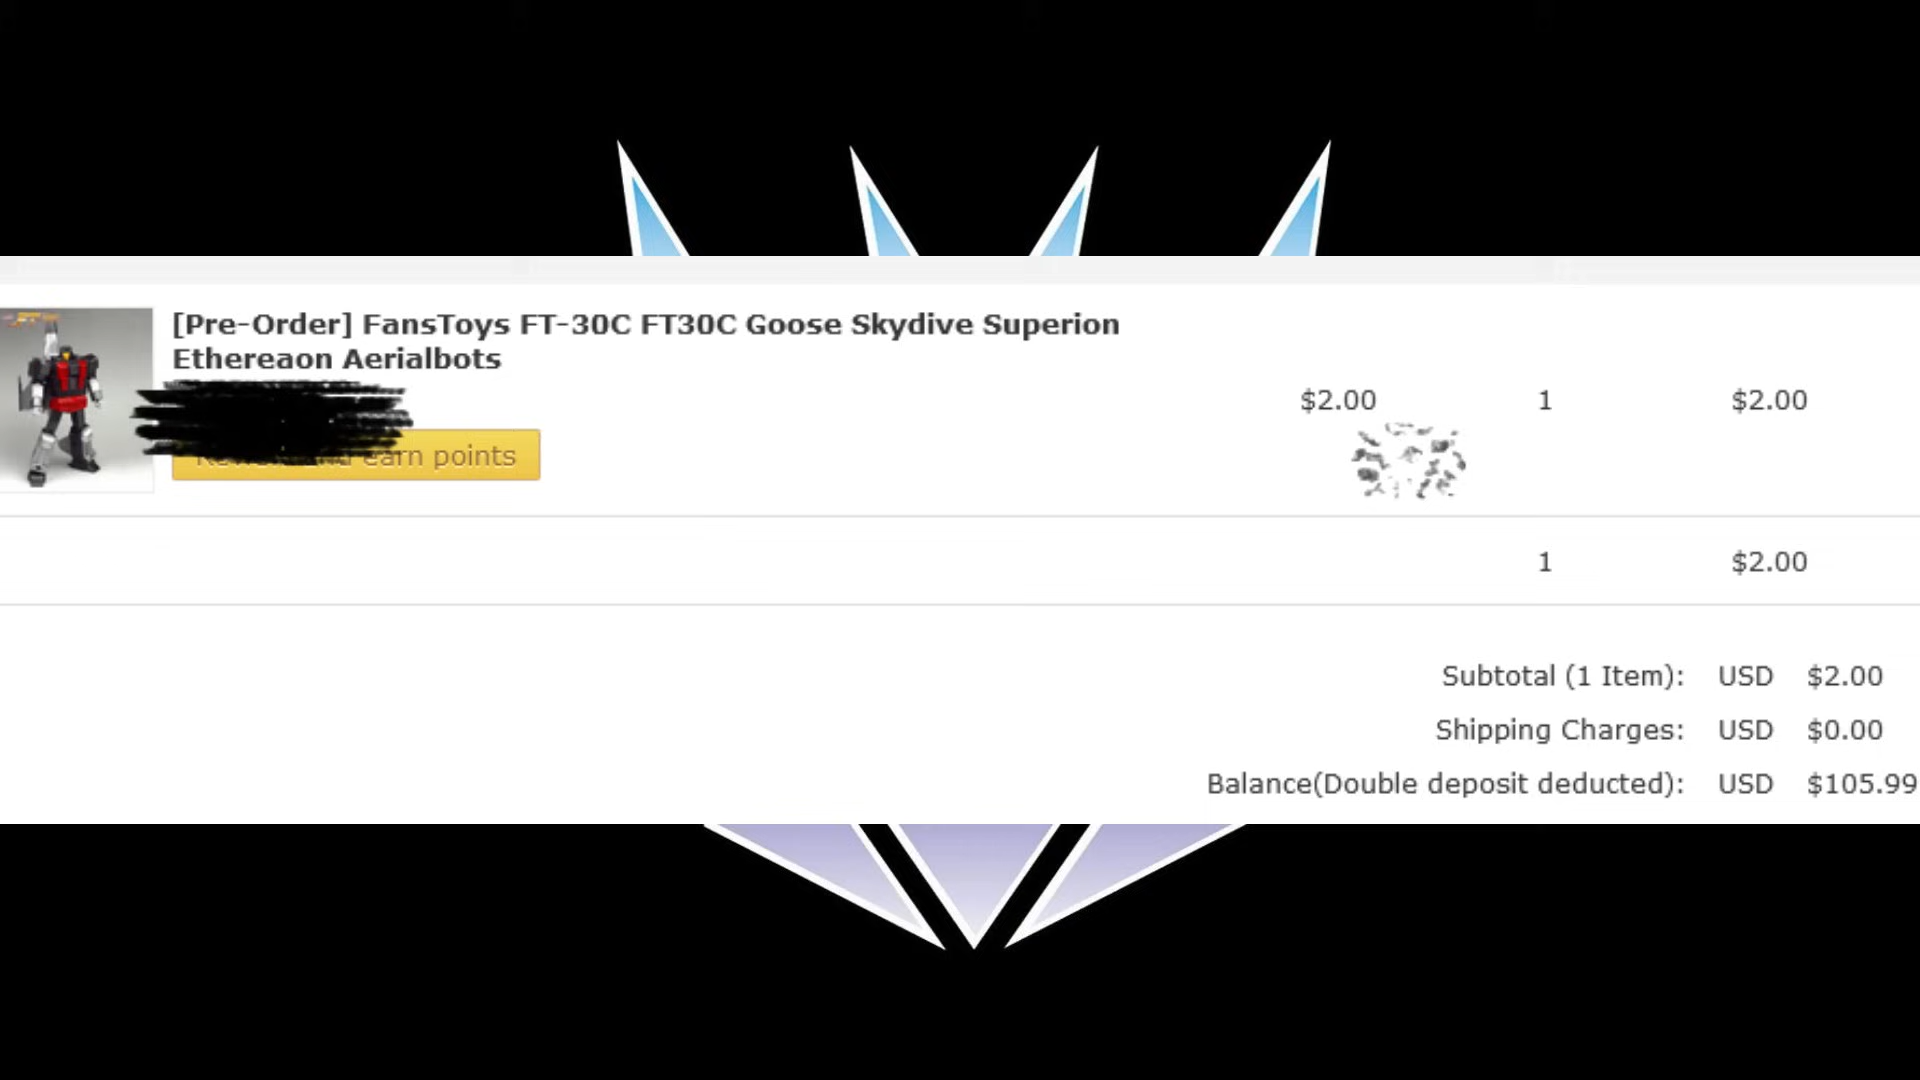 [Pre-Order] FansToys FT-30C FT30C Goose Skydive Superion
Ethereaon Aerialbots
$2.00 1 $2.00
earn points
1 $2.00
Subtotal (1 Item): USD $2.00
Shipping Charges: USD $0.00
Balance(Double deposit deducted): USD $105.99